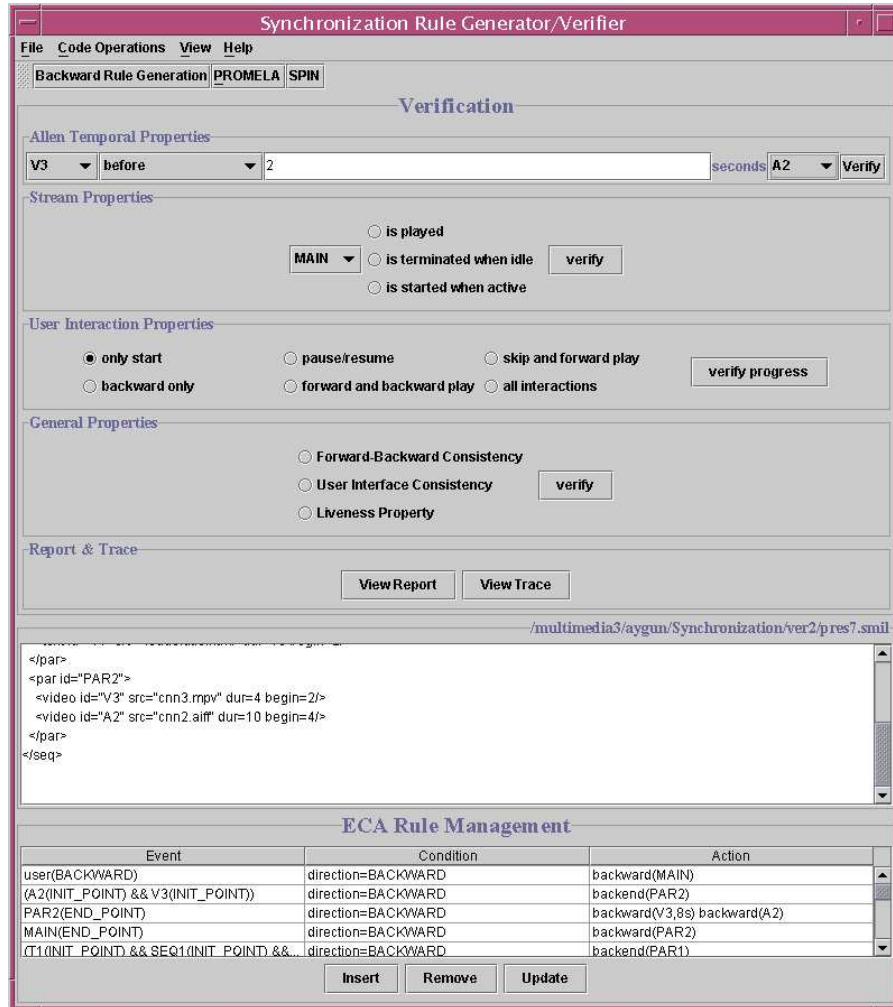 Synchronization Rule Generator/Verifier
File Code Operations View Help
Backward Rule Generation PROMELA SPIN
Verification
Allen Temporal Properties
V3 before 2 seconds A2 Verify
Stream Properties
is played
MAIN is terminated when idle verify
is started when active
User Interaction Properties
only start pause/resume skip and forward play
verify progress
backward only forward and backward play all interactions
General Properties
Forward-Backward Consistency
User Interface Consistency verify
Liveness Property
Report & Trace
View Report View Trace
/multimedia3/aygun/Synchronization/ver2/pres7.smil
</par>
<par id="PAR2">
<video id="V3" src="cnn3.mpv" dur=4 begin=2/>
<video id="A2" src="cnn2.aiff" dur=10 begin=4/>
</par>
</seq>
ECA Rule Management
Event Condition Action
user(BACKWARD) direction=BACKWARD backward(MAIN)
(A2(INIT_POINT) && V3(INIT_POINT)) direction=BACKWARD backend(PAR2)
PAR2(END_POINT) direction=BACKWARD backward(V3,8s) backward(A2)
MAIN(END_POINT) direction=BACKWARD backward(PAR2)
(T1(INIT_POINT) && SEQ1(INIT_POINT) &&... direction=BACKWARD backend(PAR1)
Insert Remove Update